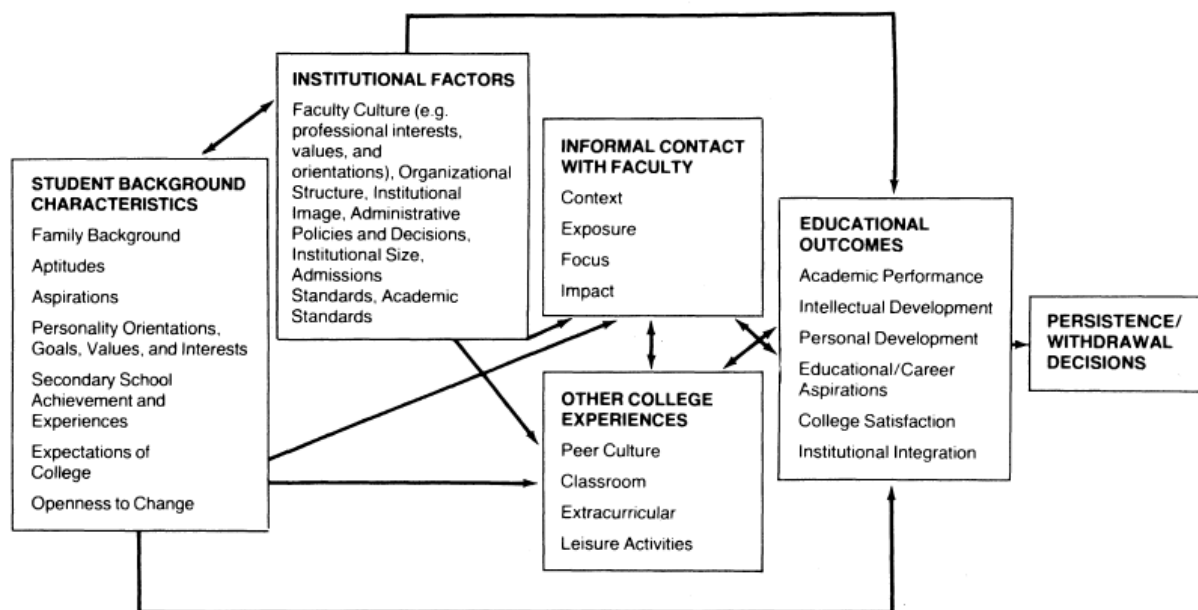 INSTITUTIONAL FACTORS
Faculty Culture (e.g.
professional interests,
values, and
orientations), Organizational
Structure, Institutional
Image, Administrative
Policies and Decisions,
Institutional Size,
Admissions
Standards, Academic
Standards
STUDENT BACKGROUND
CHARACTERISTICS
Family Background
Aptitudes
Aspirations
Personality Orientations,
Goals, Values, and Interests
Secondary School
Achievement and
Experiences
Expectations of
College
Openness to Change
INFORMAL CONTACT
WITH FACULTY
Context
Exposure
Focus
Impact
OTHER COLLEGE
EXPERIENCES
Peer Culture
Classroom
Extracurricular
Leisure Activities
EDUCATIONAL
OUTCOMES
Academic Performance
Intellectual Development
Personal Development
Educational/Career
Aspirations
College Satisfaction
Institutional Integration
PERSISTENCE/
WITHDRAWAL
DECISIONS